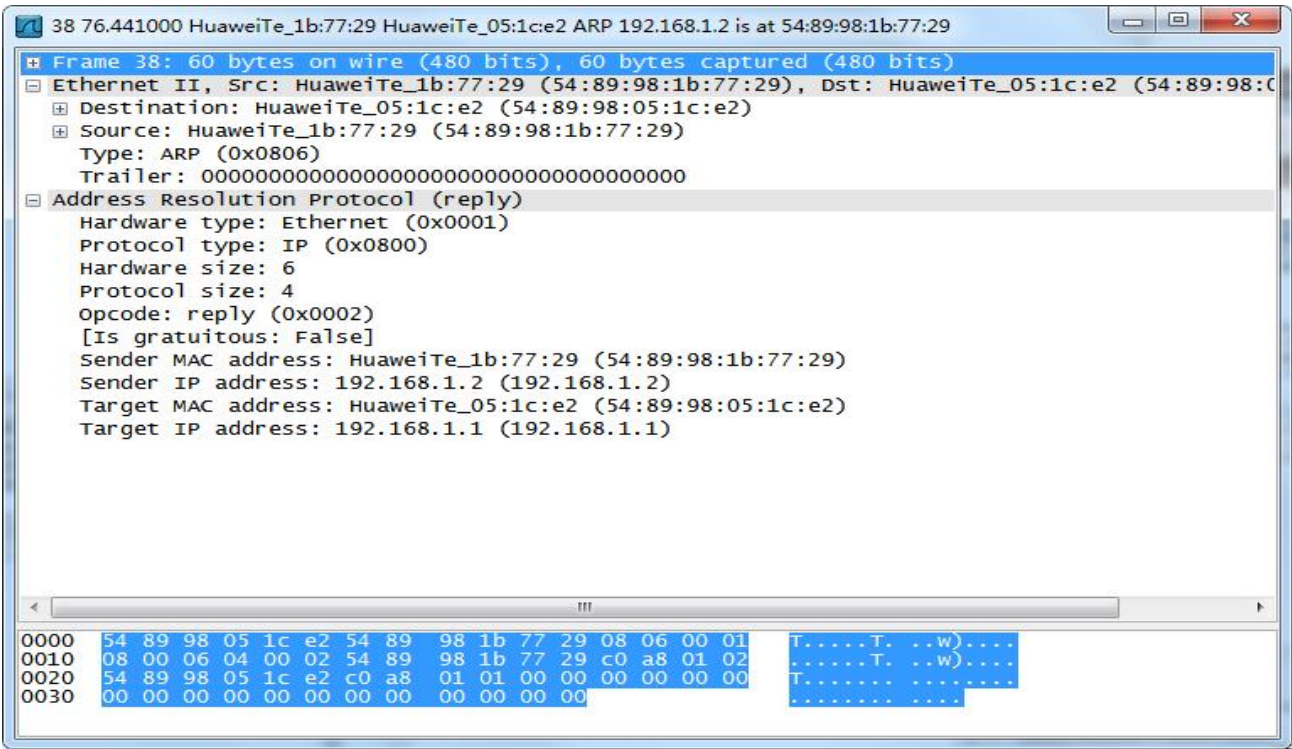 38 76.441000 HuaweiTe_1b:77:29 HuaweiTe_05:1c:e2 ARP 192.168.1.2 is at 54:89:98:1b:77:29
Frame 38: 60 bytes on wire (480 bits), 60 bytes captured (480 bits)
Ethernet II, Src: HuaweiTe_1b:77:29 (54:89:98:1b:77:29), Dst: HuaweiTe_05:1c:e2 (54:89:98:0
Destination: HuaweiTe_05:1c:e2 (54:89:98:05:1c:e2)
Source: HuaweiTe_1b:77:29 (54:89:98:1b:77:29)
Type: ARP (0x0806)
Trailer: 000000000000000000000000000000000000
Address Resolution Protocol (reply)
Hardware type: Ethernet (0x0001)
Protocol type: IP (0x0800)
Hardware size: 6
Protocol size: 4
Opcode: reply (0x0002)
[Is gratuitous: False]
Sender MAC address: HuaweiTe_1b:77:29 (54:89:98:1b:77:29)
Sender IP address: 192.168.1.2 (192.168.1.2)
Target MAC address: HuaweiTe_05:1c:e2 (54:89:98:05:1c:e2)
Target IP address: 192.168.1.1 (192.168.1.1)
0000 54 89 98 05 1c e2 54 89 98 1b 77 29 08 06 00 01 T.....T. ..w)....
0010 08 00 06 04 00 02 54 89 98 1b 77 29 c0 a8 01 02 ......T. ..w)....
0020 54 89 98 05 1c e2 c0 a8 01 01 00 00 00 00 00 00 T....... ........
0030 00 00 00 00 00 00 00 00 00 00 00 00 ........ ....